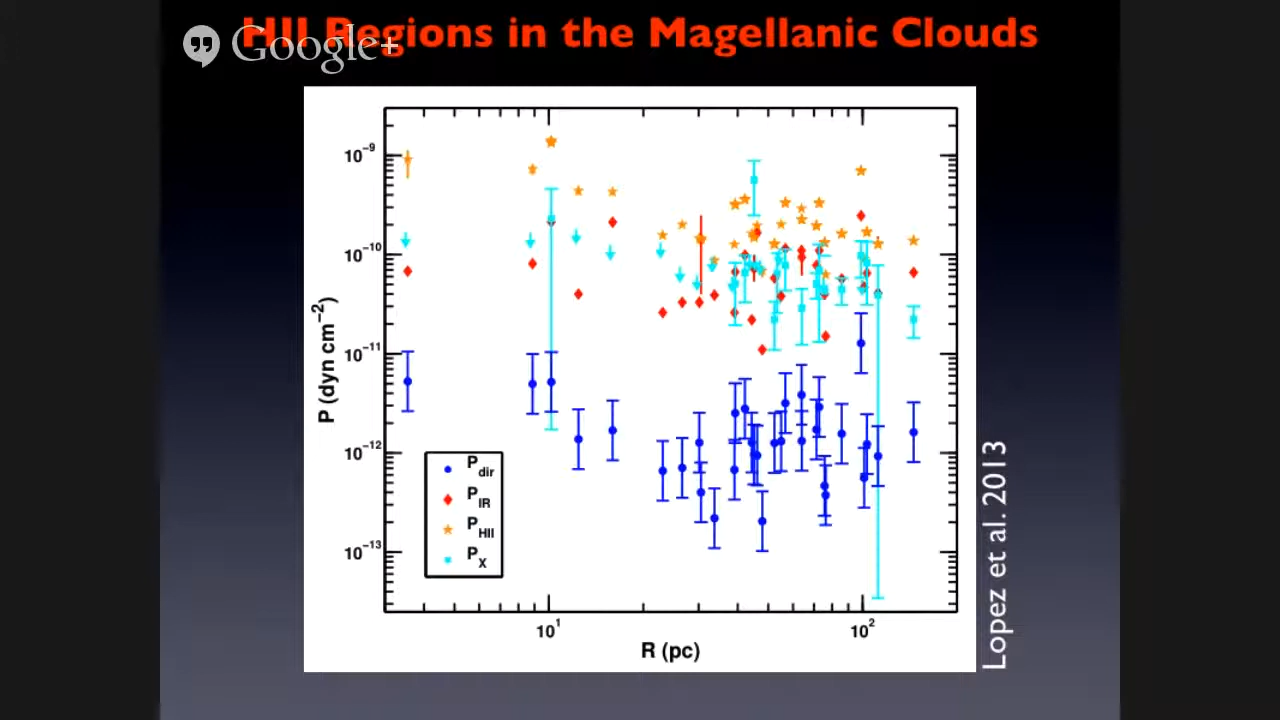 HII Regions in the Magellanic Clouds
Google+
10⁻⁹
10⁻¹⁰
10⁻¹¹
10⁻¹²
10⁻¹³
P (dyn cm⁻²)
P_dir
P_IR
P_HII
P_X
10¹
10²
R (pc)
Lopez et al. 2013